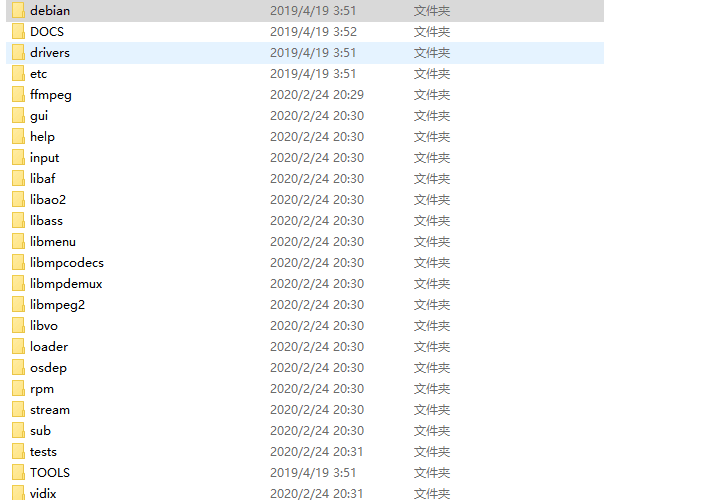 debian 2019/4/19 3:51 文件夹
DOCS 2019/4/19 3:52 文件夹
drivers 2019/4/19 3:51 文件夹
etc 2019/4/19 3:51 文件夹
ffmpeg 2020/2/24 20:29 文件夹
gui 2020/2/24 20:30 文件夹
help 2020/2/24 20:30 文件夹
input 2020/2/24 20:30 文件夹
libaf 2020/2/24 20:30 文件夹
libao2 2020/2/24 20:30 文件夹
libass 2020/2/24 20:30 文件夹
libmenu 2020/2/24 20:30 文件夹
libmpcodecs 2020/2/24 20:30 文件夹
libmpdemux 2020/2/24 20:30 文件夹
libmpeg2 2020/2/24 20:30 文件夹
libvo 2020/2/24 20:30 文件夹
loader 2020/2/24 20:30 文件夹
osdep 2020/2/24 20:30 文件夹
rpm 2020/2/24 20:30 文件夹
stream 2020/2/24 20:30 文件夹
sub 2020/2/24 20:30 文件夹
tests 2020/2/24 20:31 文件夹
TOOLS 2019/4/19 3:51 文件夹
vidix 2020/2/24 20:31 文件夹